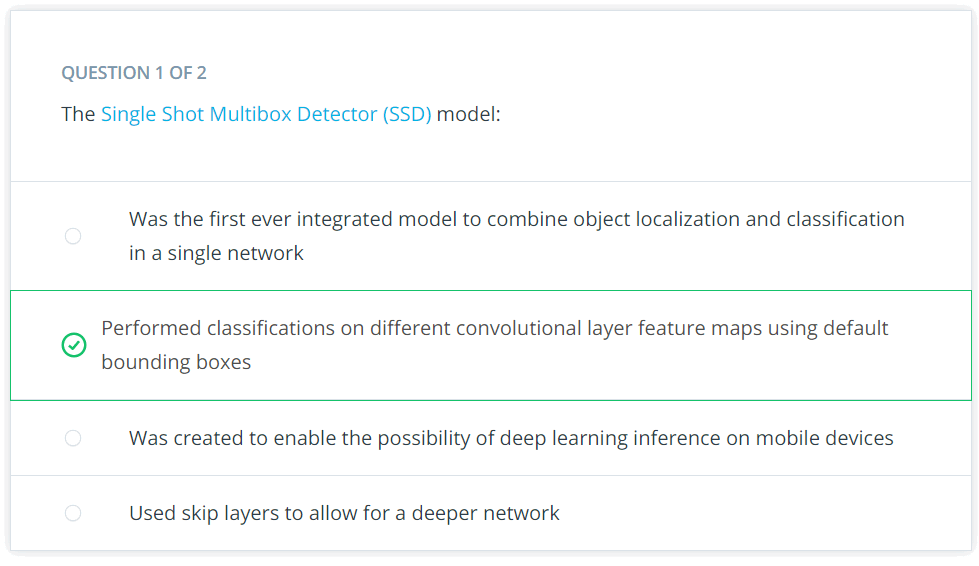 QUESTION 1 OF 2
The Single Shot Multibox Detector (SSD) model:
Was the first ever integrated model to combine object localization and classification
in a single network
Performed classifications on different convolutional layer feature maps using default
bounding boxes
Was created to enable the possibility of deep learning inference on mobile devices
Used skip layers to allow for a deeper network